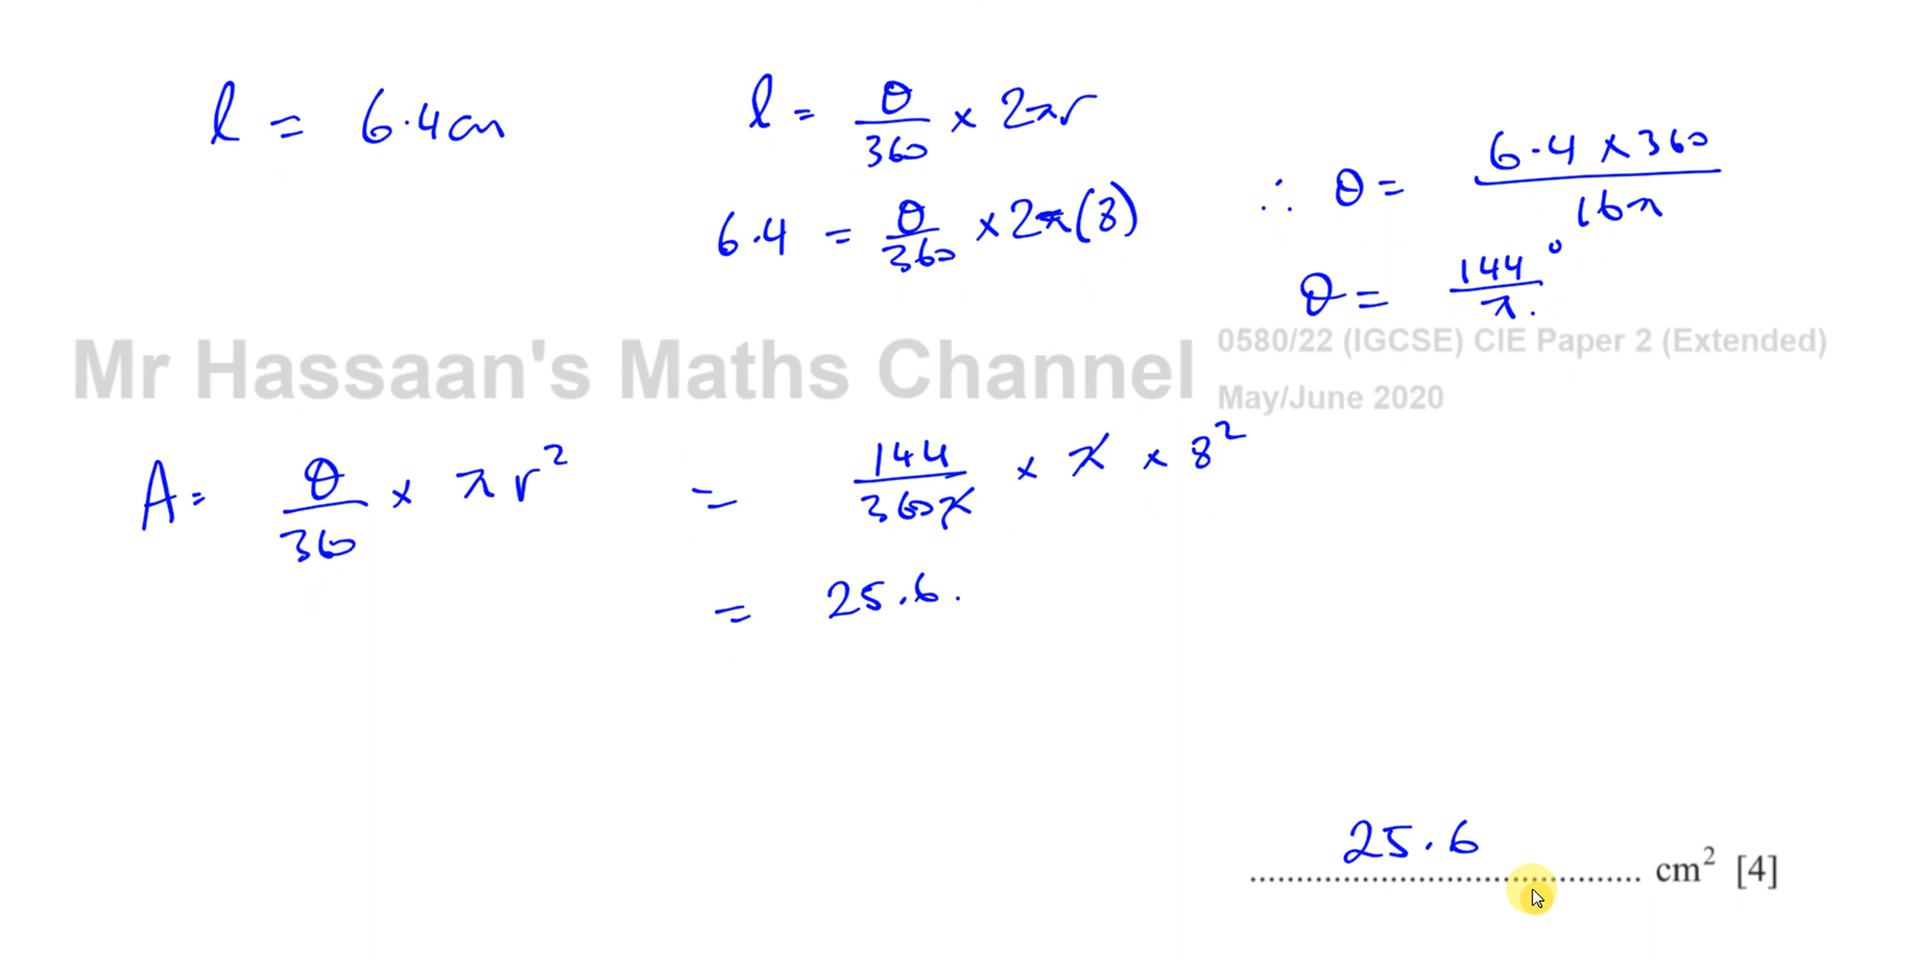 l = 6.4cm
l = θ/360 × 2πr
6.4 = θ/360 × 2π(8)
∴ θ = 6.4 × 360/16π
θ = 144/π °
Mr Hassaan's Maths Channel
0580/22 (IGCSE) CIE Paper 2 (Extended)
May/June 2020
A = θ/360 × πr² = 144/360π × π × 8²
= 25.6.
25.6
cm² [4]